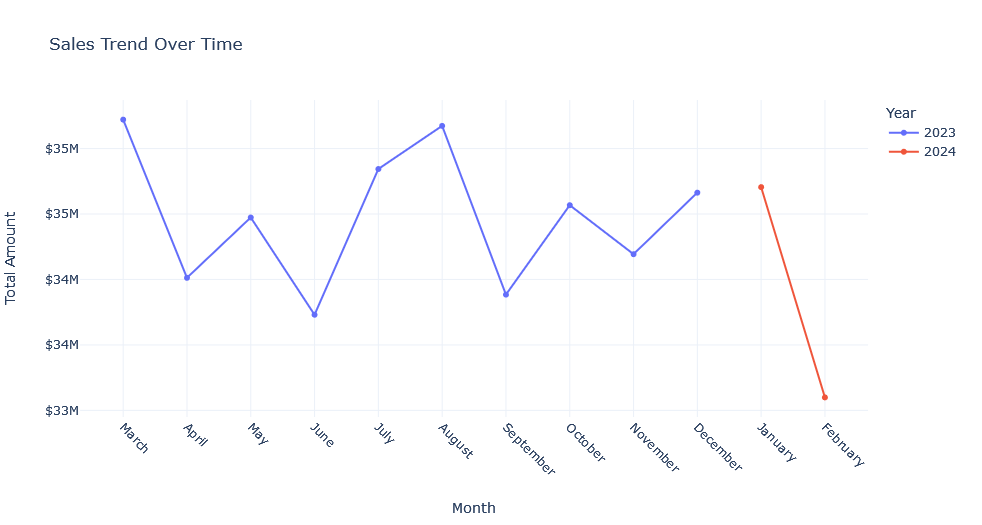 Sales Trend Over Time
Year
2023
2024
$35M
$35M
$34M
$34M
$33M
Total Amount
March
April
May
June
July
August
September
October
November
December
January
February
Month